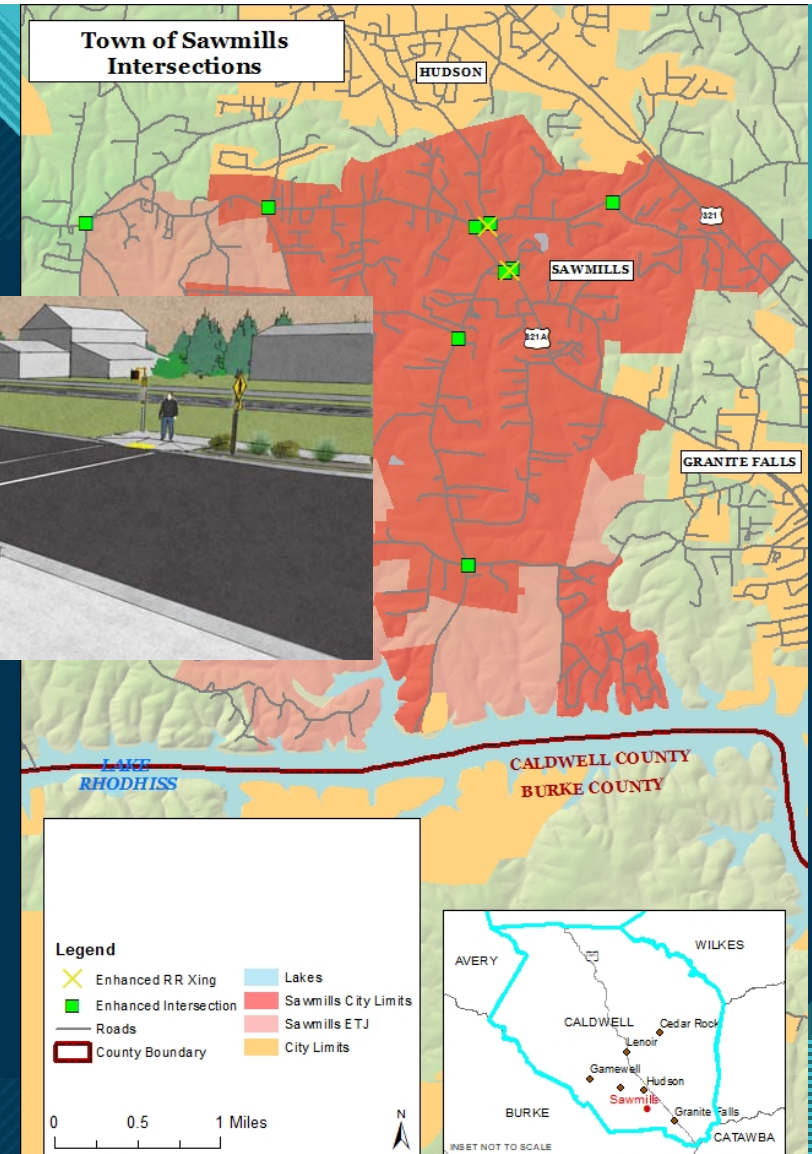 Town of Sawmills
Intersections
HUDSON
321
SAWMILLS
321A
GRANITE FALLS
LAKE
RHODHISS
CALDWELL COUNTY
BURKE COUNTY
Legend
Enhanced RR Xing
Enhanced Intersection
Roads
County Boundary
Lakes
Sawmills City Limits
Sawmills ETJ
City Limits
0 0.5 1 Miles
N
AVERY
WILKES
CALDWELL
Cedar Rock
Lenoir
Gamewell
Hudson
Sawmills
Granite Falls
BURKE
CATAWBA
INSET NOT TO SCALE